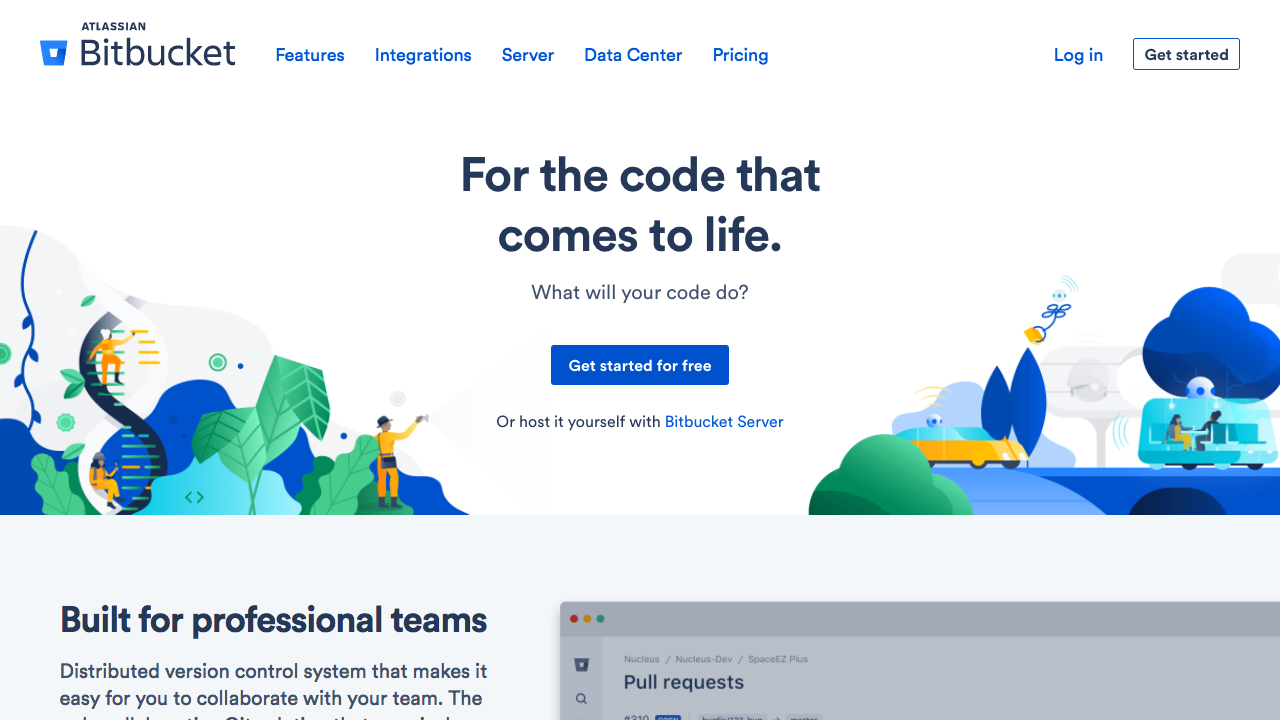 ATLASSIAN
Bitbucket
Features Integrations Server Data Center Pricing Log in Get started
For the code that
comes to life.
What will your code do?
Get started for free
Or host it yourself with Bitbucket Server
Built for professional teams
Distributed version control system that makes it
easy for you to collaborate with your team. The
Nucleus / Nucleus-Dev / SpaceEZ Plus
Pull requests
#310 OPEN